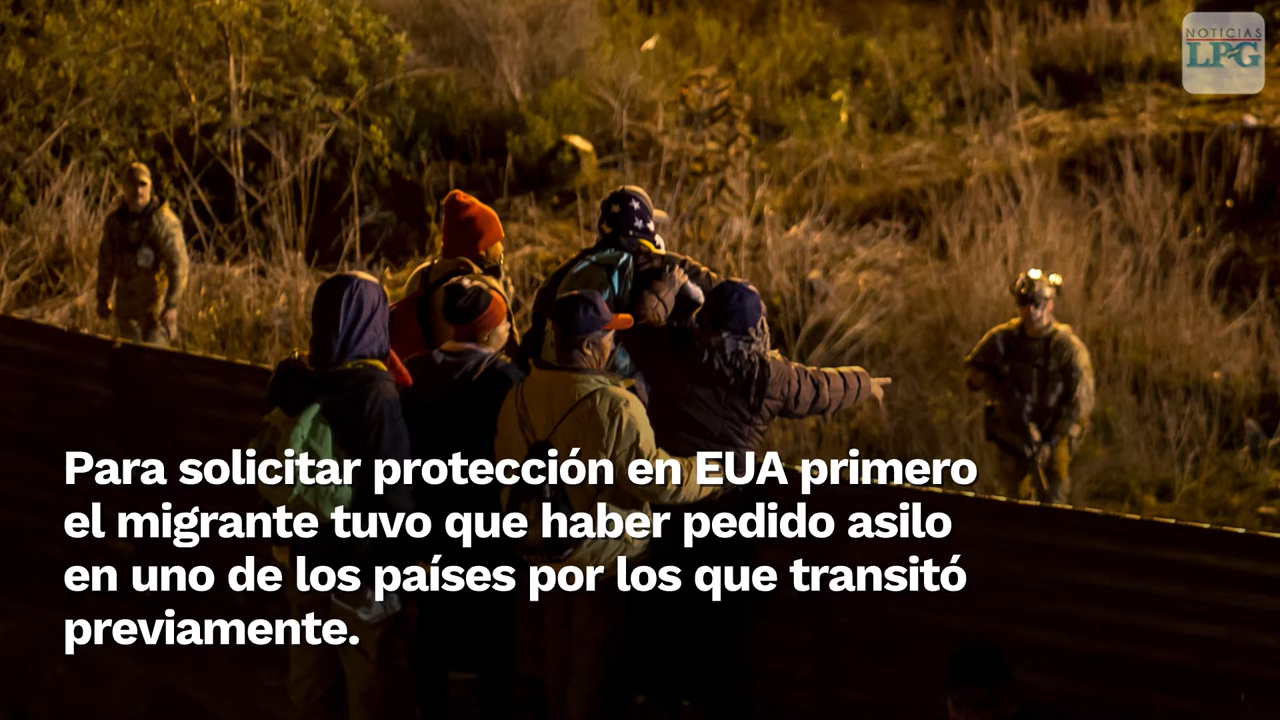 NOTICIAS
LPG
Para solicitar protección en EUA primero
el migrante tuvo que haber pedido asilo
en uno de los países por los que transitó
previamente.